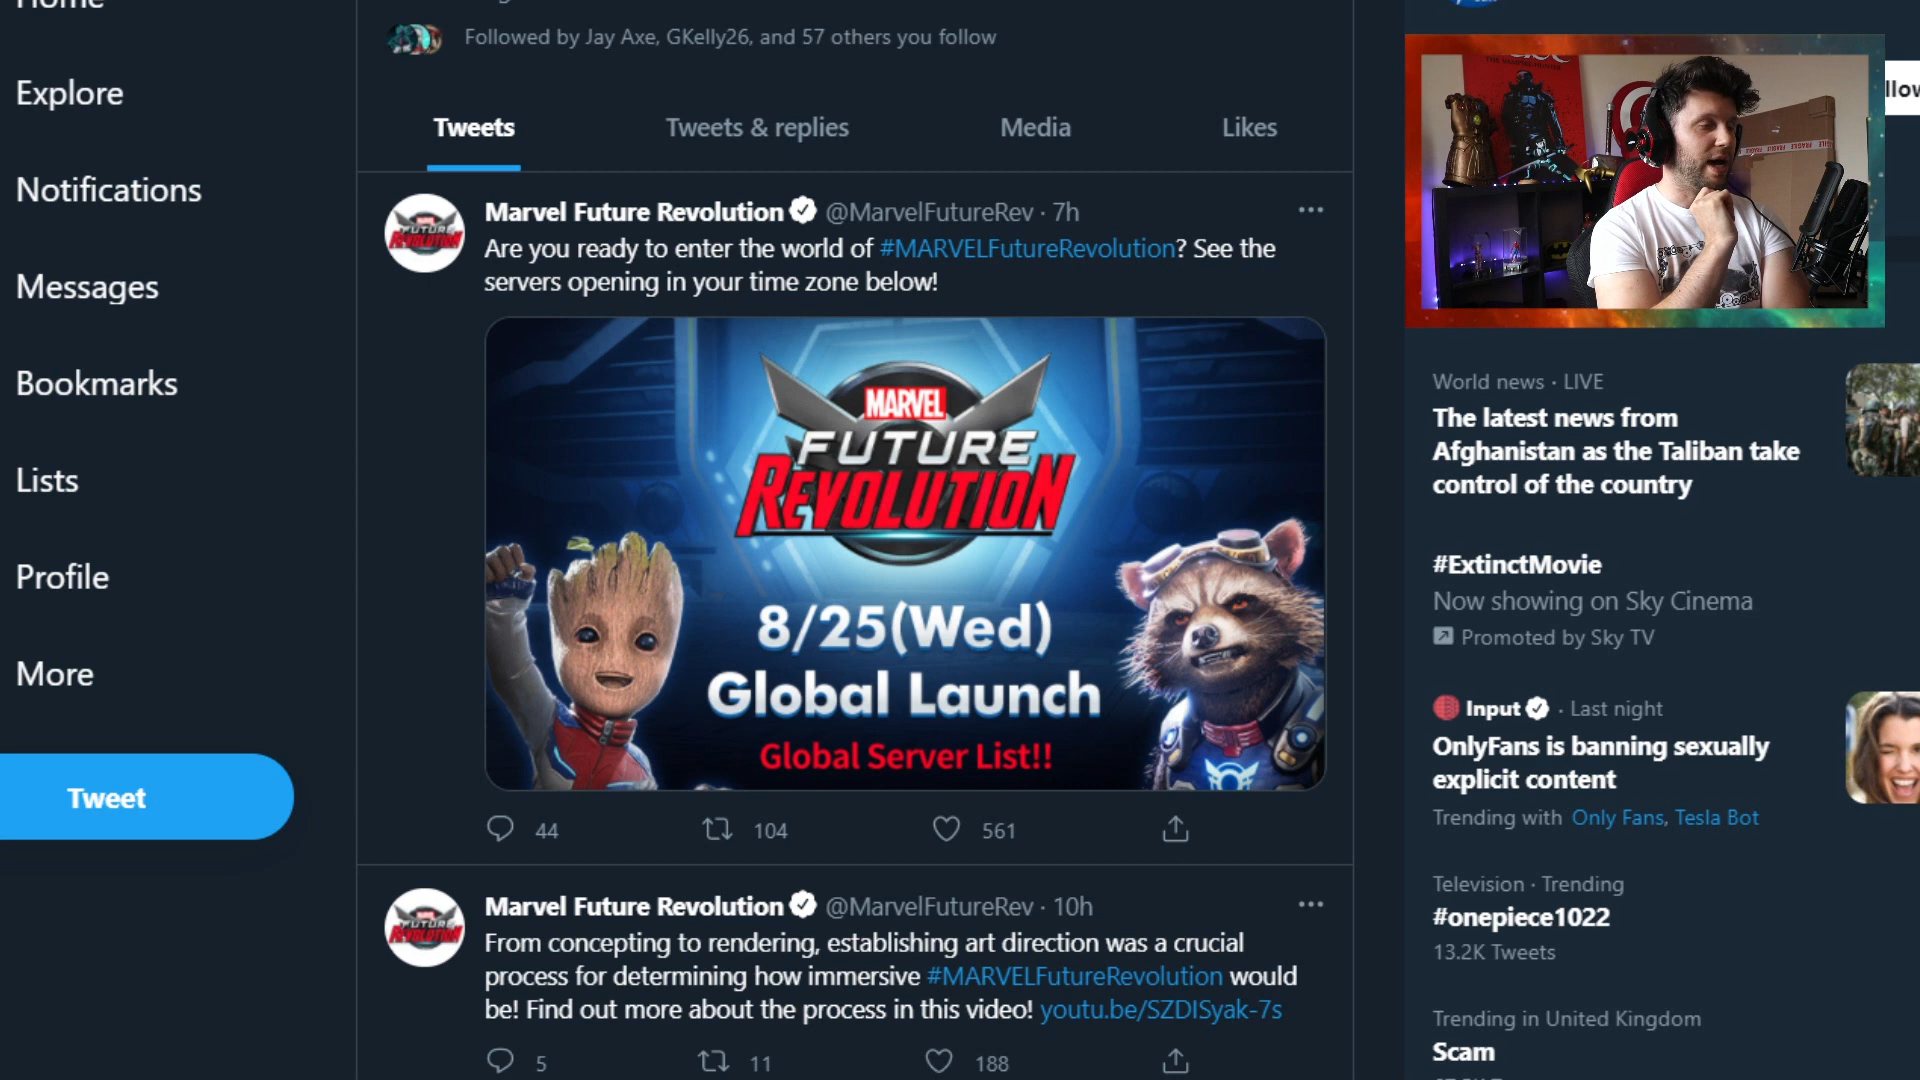 Home
Followed by Jay Axe, GKelly26, and 57 others you follow
Explore
Notifications
Messages
Bookmarks
Lists
Profile
More
Tweet
Tweets
Tweets & replies
Media
Likes
Marvel Future Revolution @MarvelFutureRev · 7h
Are you ready to enter the world of #MARVELFutureRevolution? See the
servers opening in your time zone below!
MARVEL
FUTURE
REVOLUTION
8/25(Wed)
Global Launch
Global Server List!!
44
104
561
Marvel Future Revolution @MarvelFutureRev · 10h
From concepting to rendering, establishing art direction was a crucial
process for determining how immersive #MARVELFutureRevolution would
be! Find out more about the process in this video! youtu.be/SZDISyak-7s
5
11
188
FRAGILE FRAGILE
World news · LIVE
The latest news from
Afghanistan as the Taliban take
control of the country
#ExtinctMovie
Now showing on Sky Cinema
Promoted by Sky TV
Input · Last night
OnlyFans is banning sexually
explicit content
Trending with Only Fans, Tesla Bot
Television · Trending
#onepiece1022
13.2K Tweets
Trending in United Kingdom
Scam